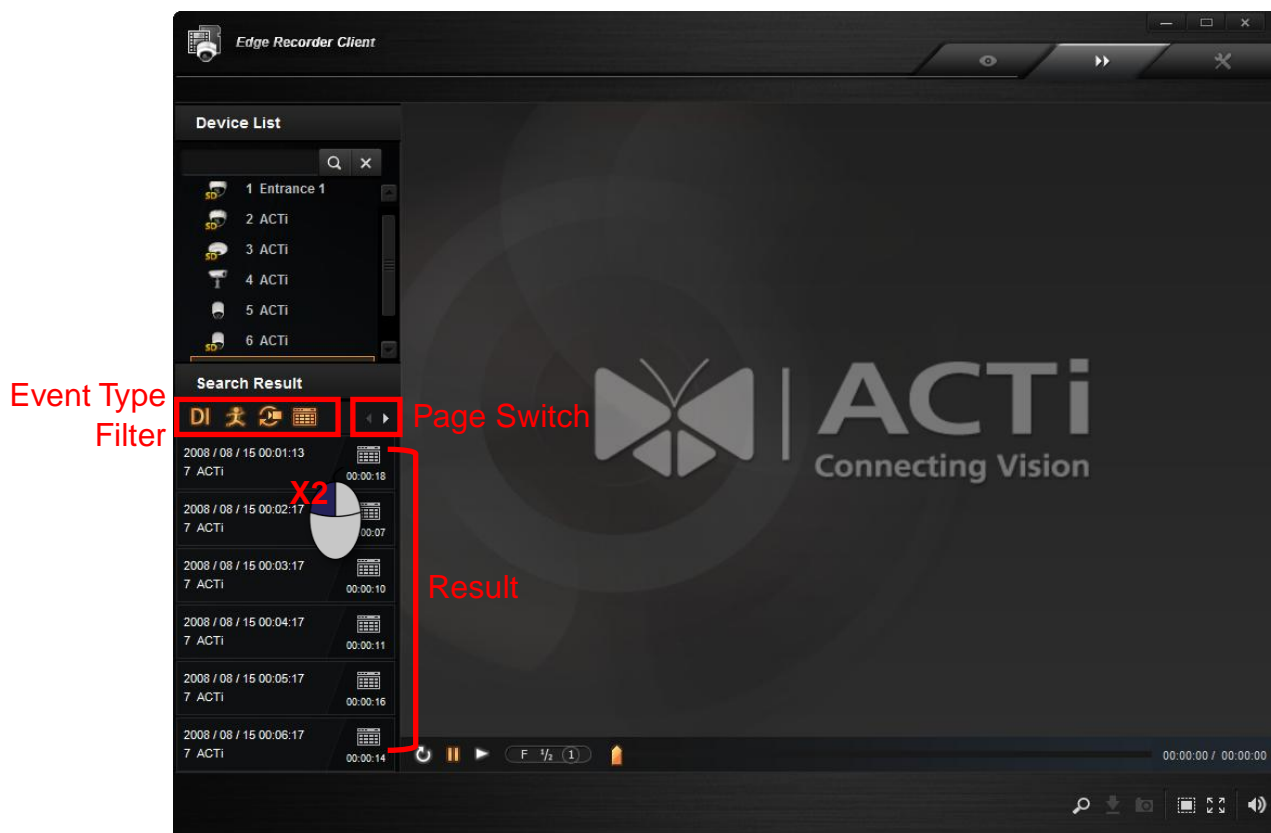 Edge Recorder Client
Device List
SD 1 Entrance 1
SD 2 ACTi
SD 3 ACTi
4 ACTi
5 ACTi
SD 6 ACTi
Search Result
Event Type
Filter
DI
Page Switch
2008 / 08 / 15 00:01:13
7 ACTi
00:00:18
X2
2008 / 08 / 15 00:02:17
7 ACTi
00:07
2008 / 08 / 15 00:03:17
7 ACTi
00:00:10
Result
2008 / 08 / 15 00:04:17
7 ACTi
00:00:11
2008 / 08 / 15 00:05:17
7 ACTi
00:00:16
2008 / 08 / 15 00:06:17
7 ACTi
00:00:14
ACTi
Connecting Vision
F 1/2 1
00:00:00 / 00:00:00